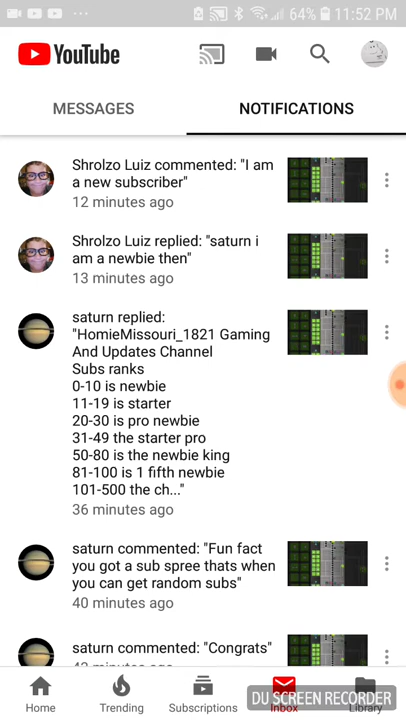 64% 11:52 PM
YouTube
MESSAGES
NOTIFICATIONS
Shrolzo Luiz commented: "I am
a new subscriber"
12 minutes ago
Shrolzo Luiz replied: "saturn i
am a newbie then"
13 minutes ago
saturn replied:
"HomieMissouri_1821 Gaming
And Updates Channel
Subs ranks
0-10 is newbie
11-19 is starter
20-30 is pro newbie
31-49 the starter pro
50-80 is the newbie king
81-100 is 1 fifth newbie
101-500 the ch..."
36 minutes ago
saturn commented: "Fun fact
you got a sub spree thats when
you can get random subs"
40 minutes ago
saturn commented: "Congrats"
minutes ago
Home
Trending
Subscriptions
Inbox
Library
DU SCREEN RECORDER